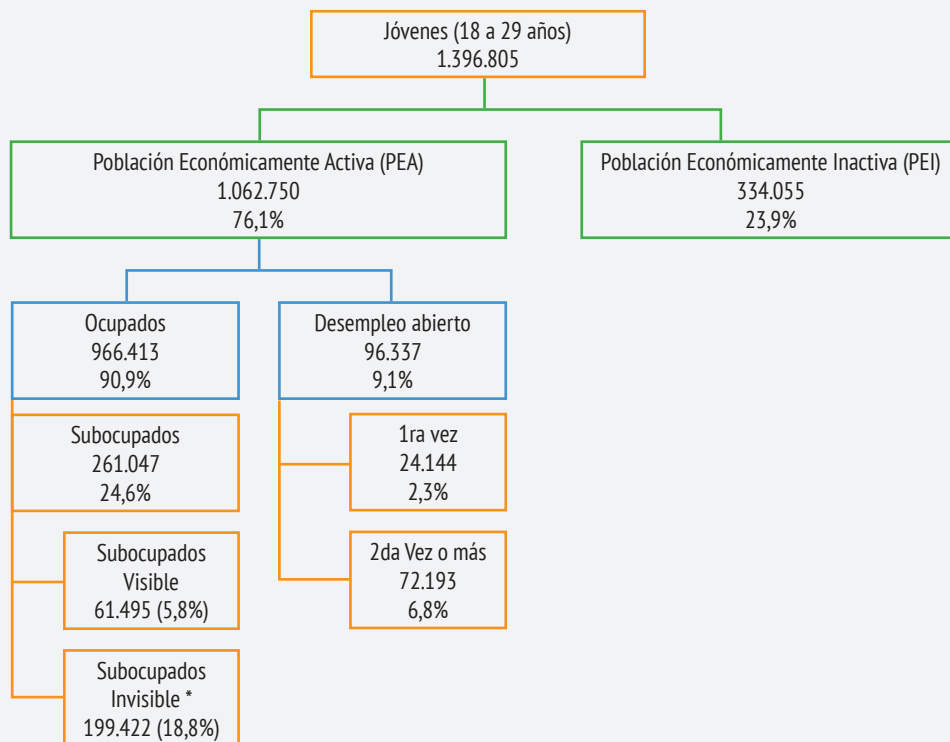 Jóvenes (18 a 29 años)
1.396.805
Población Económicamente Activa (PEA)
1.062.750
76,1%
Población Económicamente Inactiva (PEI)
334.055
23,9%
Ocupados
966.413
90,9%
Desempleo abierto
96.337
9,1%
Subocupados
261.047
24,6%
1ra vez
24.144
2,3%
Subocupados
Visible
61.495 (5,8%)
2da Vez o más
72.193
6,8%
Subocupados
Invisible *
199.422 (18,8%)